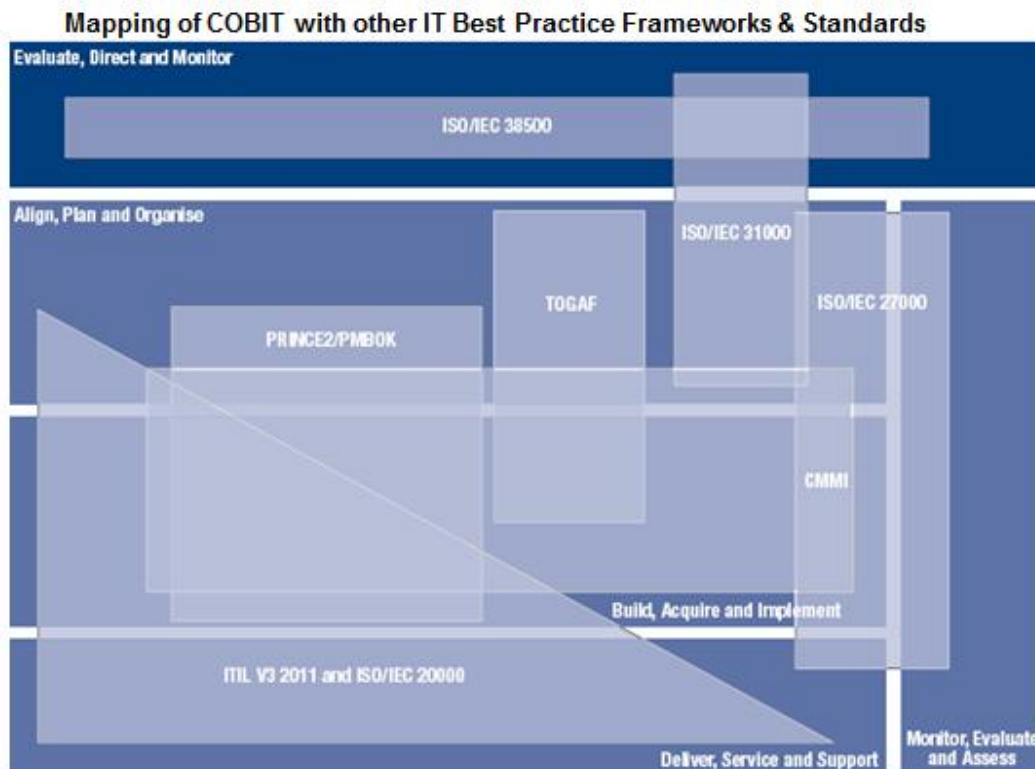 Mapping of COBIT with other IT Best Practice Frameworks & Standards
Evaluate, Direct and Monitor
ISO/IEC 38500
Align, Plan and Organise
ISO/IEC 31000
TOGAF
ISO/IEC 27000
PRINCE2/PMBOK
CMMI
Build, Acquire and Implement
ITIL V3 2011 and ISO/IEC 20000
Deliver, Service and Support
Monitor, Evaluate
and Assess